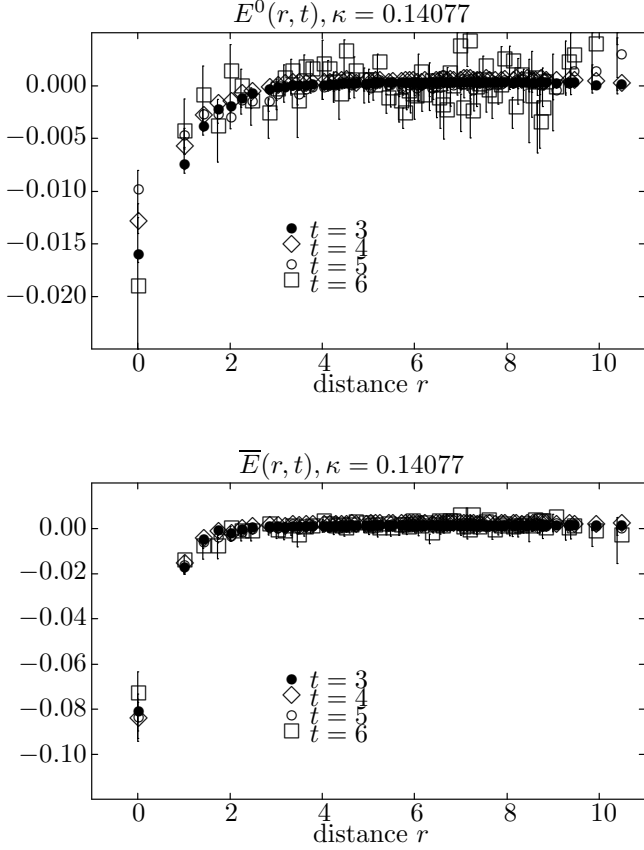 E⁰(r, t), κ = 0.14077
0.000
−0.005
−0.010
−0.015
−0.020
t = 3
t = 4
t = 5
t = 6
0 2 4 6 8 10
distance r
E̅(r, t), κ = 0.14077
0.00
−0.02
−0.04
−0.06
−0.08
−0.10
t = 3
t = 4
t = 5
t = 6
0 2 4 6 8 10
distance r